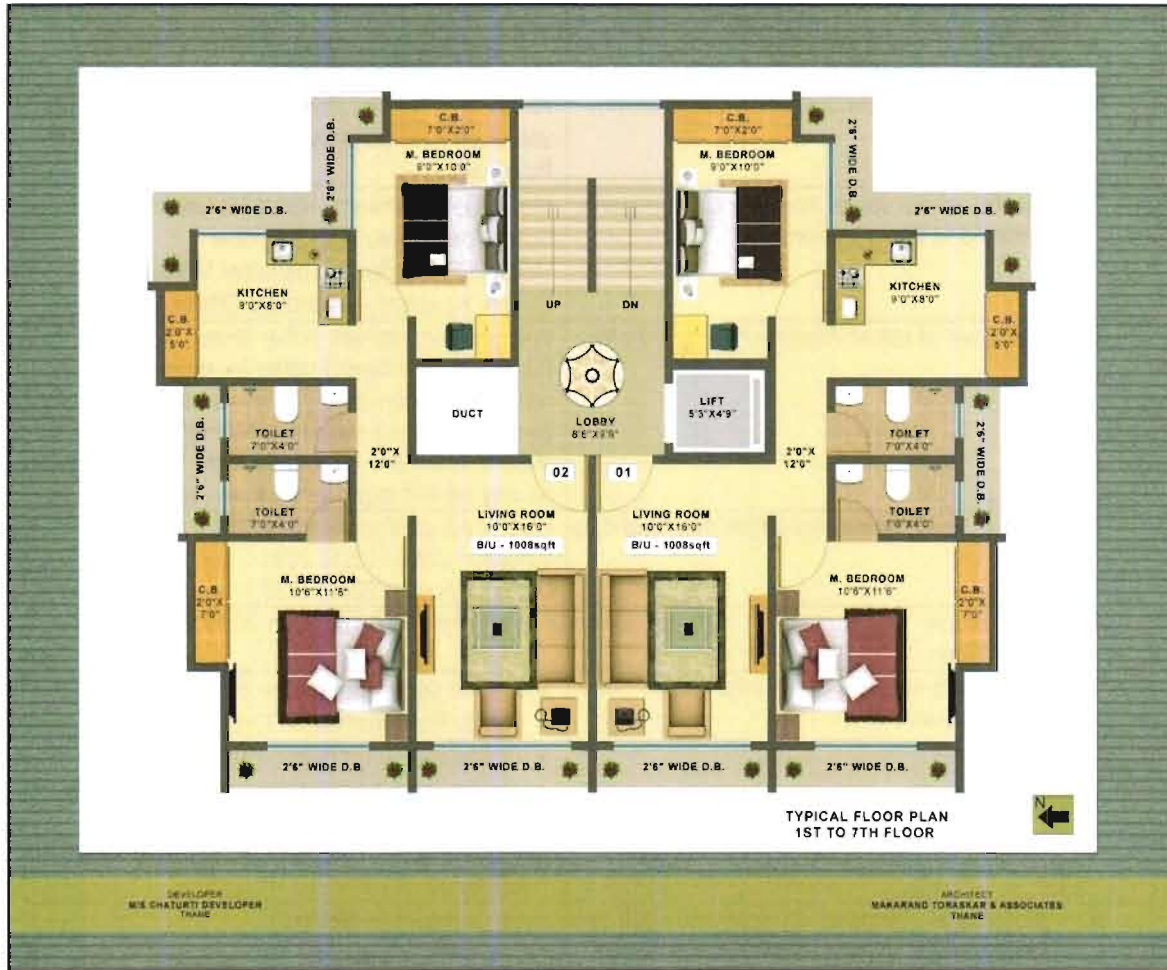 C.B.
7'0"X2'0"
C.B.
7'0"X2'0"
2'6" WIDE D.B.
M. BEDROOM
9'0"X10'0"
M. BEDROOM
9'0"X10'0"
2'6" WIDE D.B.
2'6" WIDE D.B.
2'6" WIDE D.B.
KITCHEN
9'0"X8'0"
C.B.
2'0"X
5'0"
UP
DN
KITCHEN
9'0"X8'0"
C.B.
2'0"X
5'0"
DUCT
LOBBY
LIFT
5'3"X4'9"
2'6" WIDE D.B.
TOILET
7'0"X4'0"
TOILET
7'0"X4'0"
2'0"X
12'0"
02
01
2'0"X
12'0"
TOILET
7'0"X4'0"
TOILET
7'0"X4'0"
2'6" WIDE D.B.
LIVING ROOM
10'0"X16'0"
B/U - 1008sqft
LIVING ROOM
10'0"X16'0"
B/U - 1008sqft
C.B.
2'0"X
7'0"
M. BEDROOM
10'6"X11'6"
M. BEDROOM
10'6"X11'6"
C.B.
2'0"X
7'0"
2'6" WIDE D.B.
2'6" WIDE D.B.
2'6" WIDE D.B.
2'6" WIDE D.B.
TYPICAL FLOOR PLAN
1ST TO 7TH FLOOR
N
DEVELOPER
M/S CHATURTI DEVELOPER
THANE
ARCHITECT
MAKARAND TORASKAR & ASSOCIATES
THANE